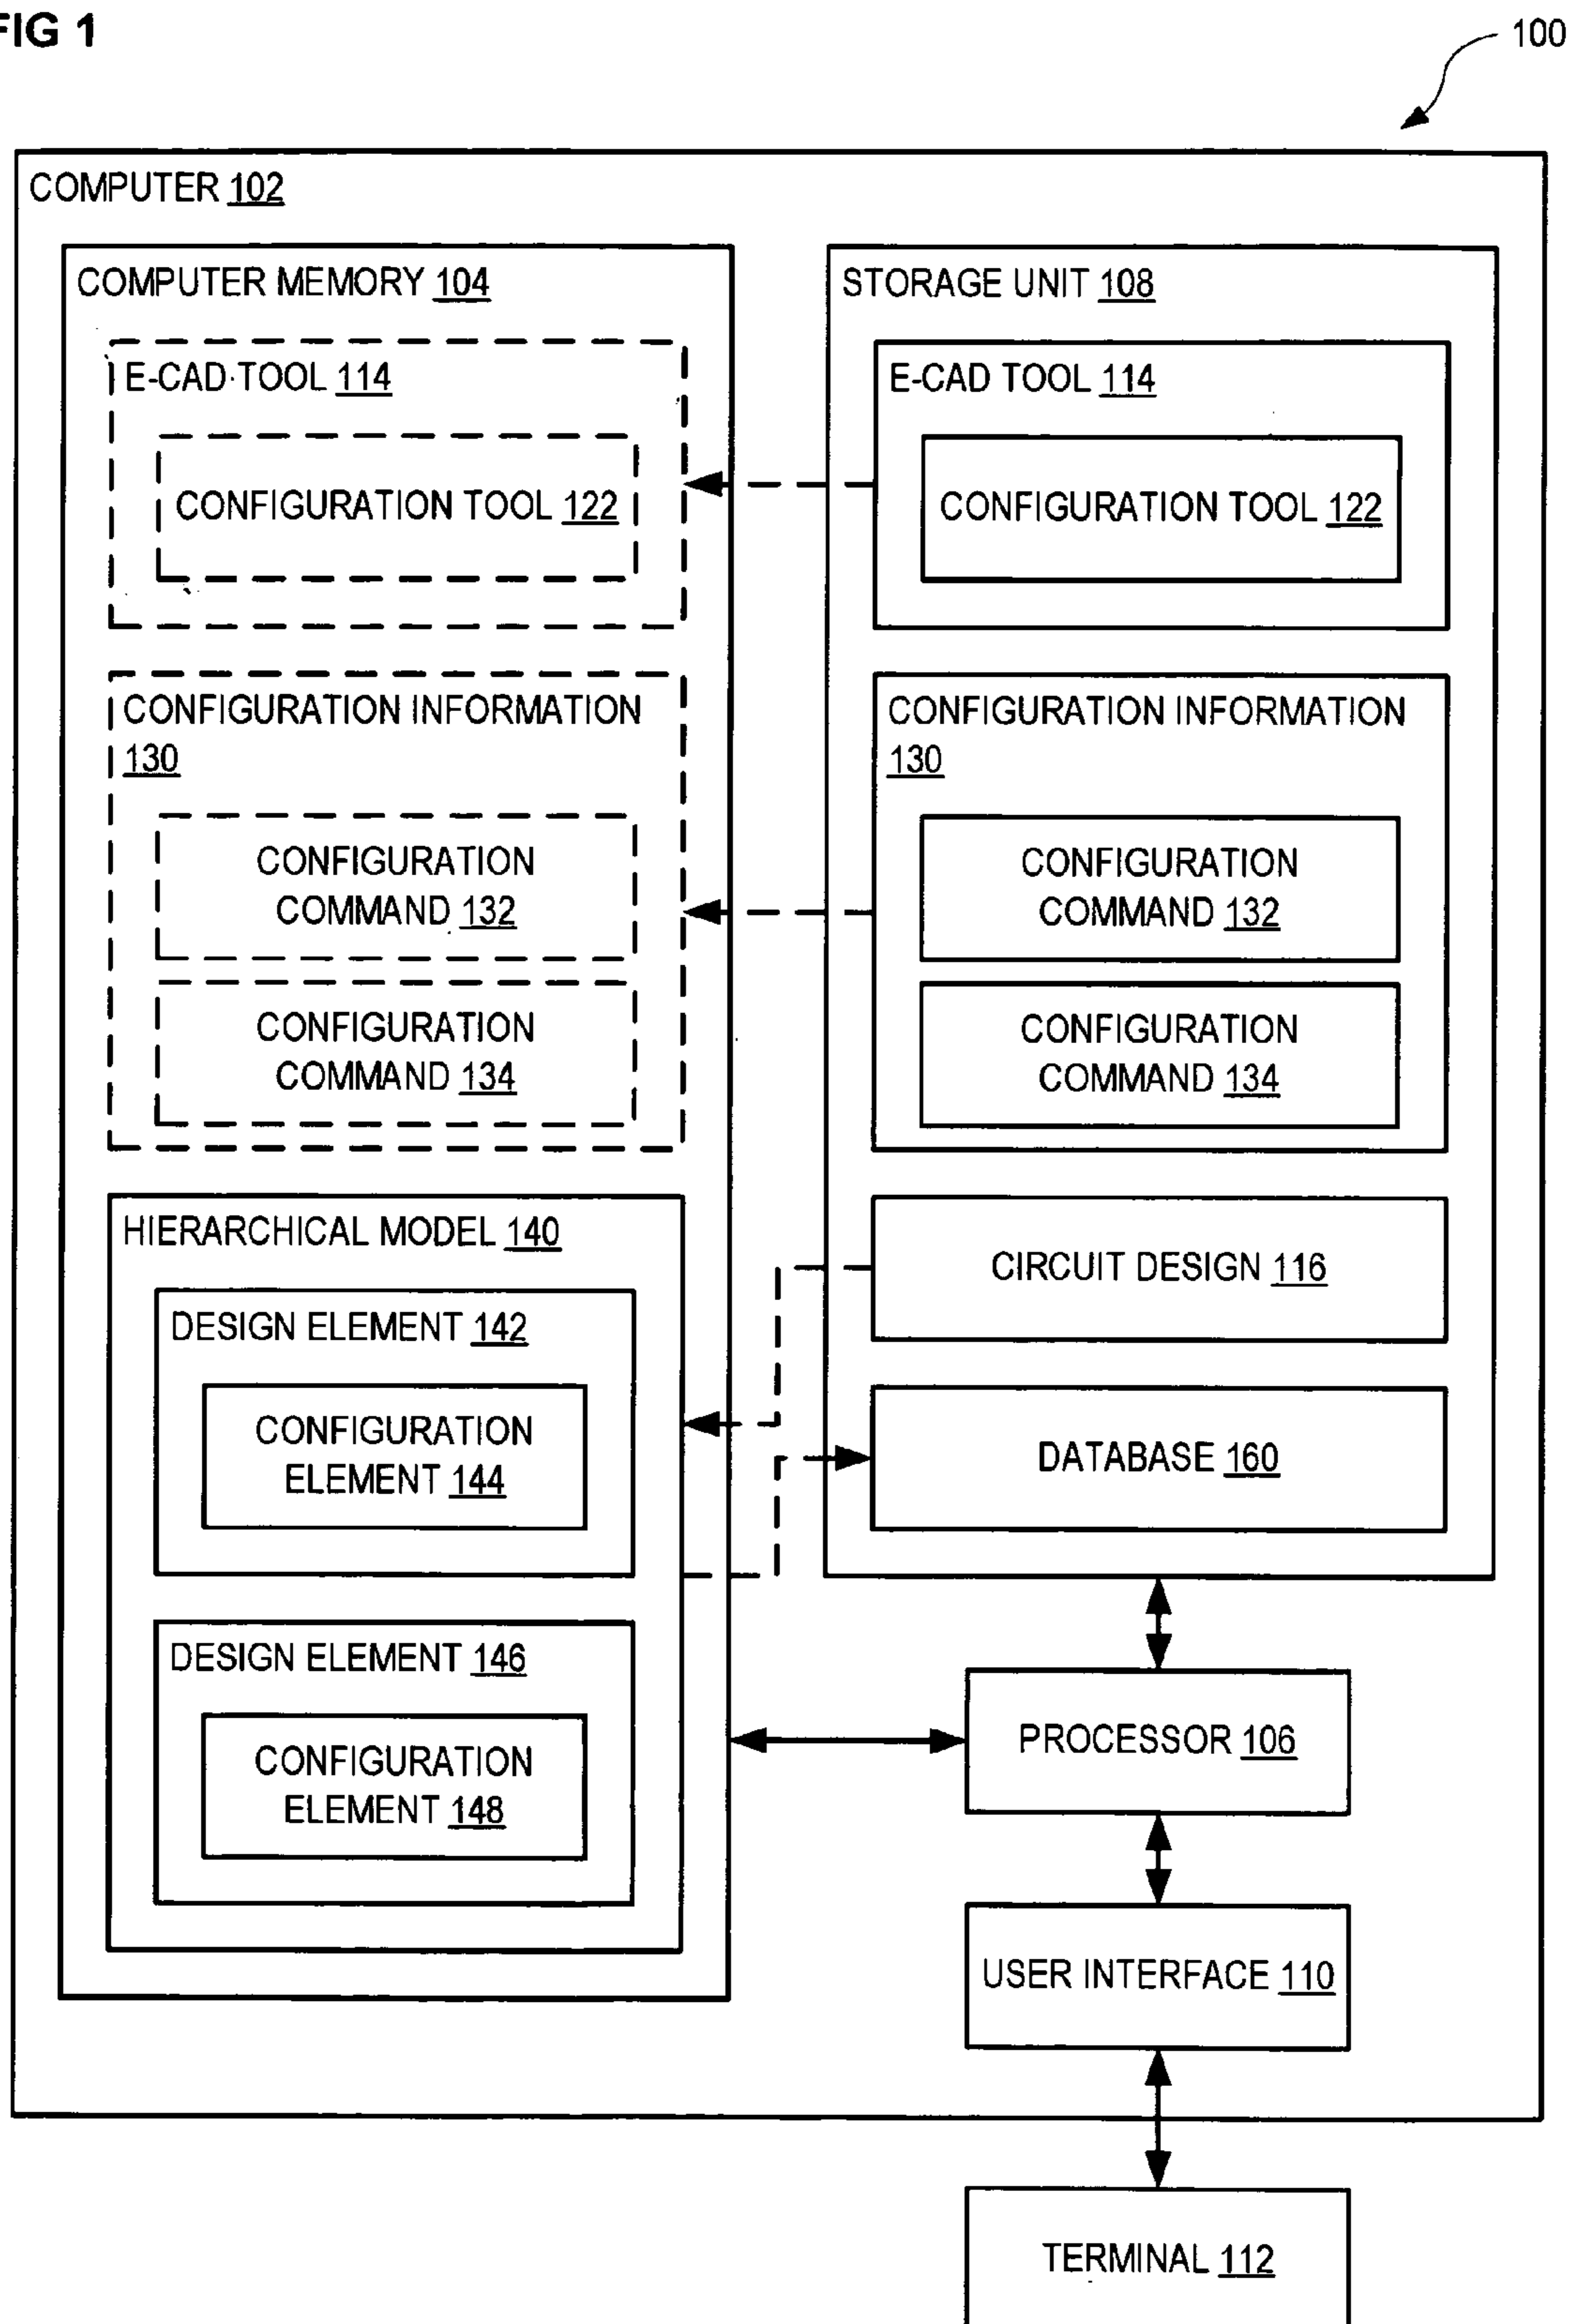 FIG 1
100
COMPUTER 102
COMPUTER MEMORY 104
E-CAD TOOL 114
CONFIGURATION TOOL 122
CONFIGURATION INFORMATION
130
CONFIGURATION
COMMAND 132
CONFIGURATION
COMMAND 134
HIERARCHICAL MODEL 140
DESIGN ELEMENT 142
CONFIGURATION
ELEMENT 144
DESIGN ELEMENT 146
CONFIGURATION
ELEMENT 148
STORAGE UNIT 108
E-CAD TOOL 114
CONFIGURATION TOOL 122
CONFIGURATION INFORMATION
130
CONFIGURATION
COMMAND 132
CONFIGURATION
COMMAND 134
CIRCUIT DESIGN 116
DATABASE 160
PROCESSOR 106
USER INTERFACE 110
TERMINAL 112